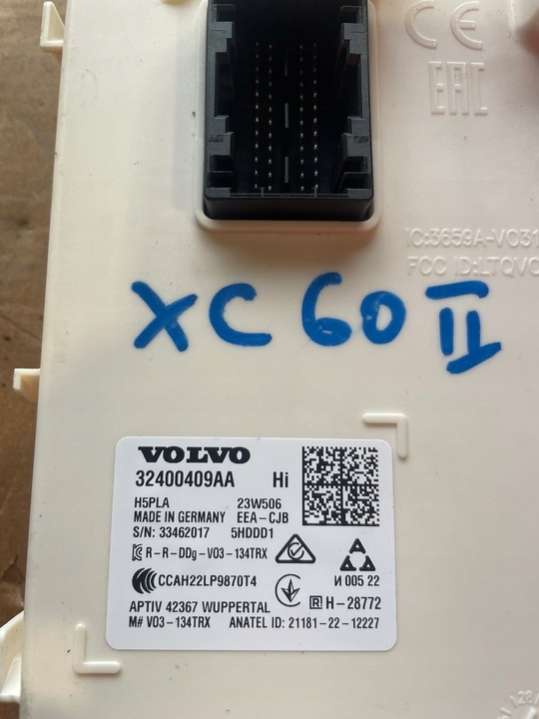 CE
EAC
IC:3659A-VO31
FCC ID:LTQVO
XC 60 II
VOLVO
32400409AA Hi
H5PLA 23W506
MADE IN GERMANY EEA-CJB
S/N: 33462017 5HDDD1
R-R-DDg-VO3-134TRX
CCAH22LP9870T4
И 005 22
APTIV 42367 WUPPERTAL R H-28772
M# VO3-134TRX ANATEL ID: 21181-22-12227